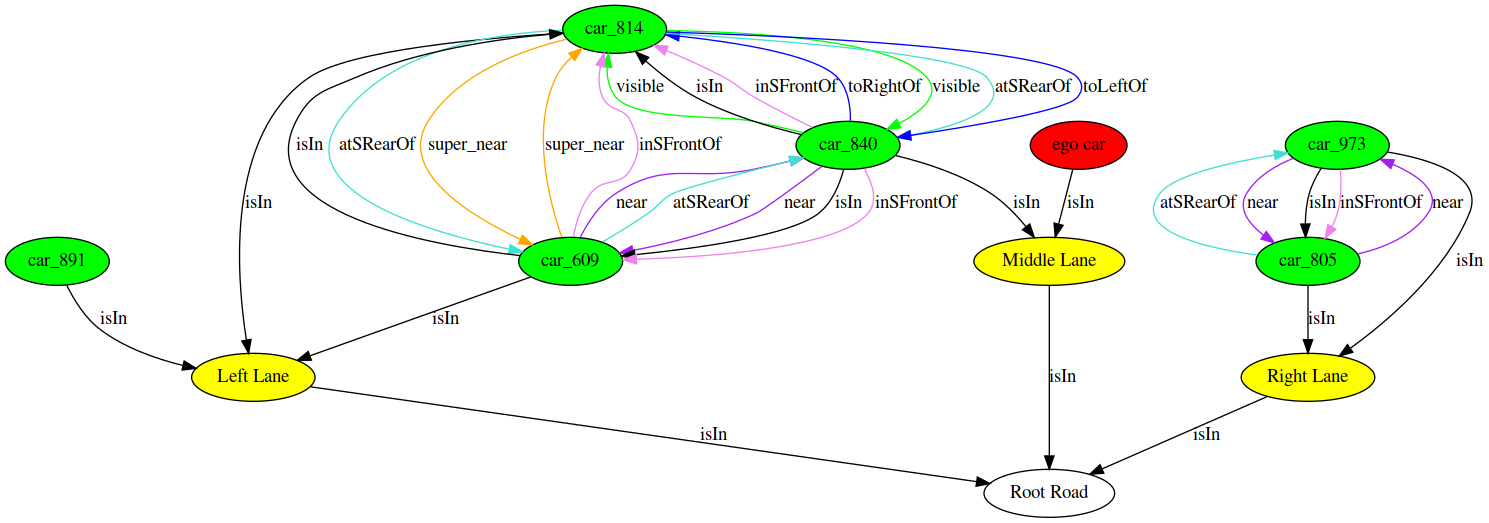 car_814
visible isIn inSFrontOf toRightOf visible atSRearOf toLeftOf
isIn atSRearOf super_near super_near inSFrontOf car_840 ego car car_973
isIn near atSRearOf near isIn inSFrontOf isIn isIn atSRearOf near isIn inSFrontOf near
car_891 car_609 Middle Lane car_805 isIn
isIn isIn isIn
Left Lane isIn Right Lane
isIn isIn
Root Road